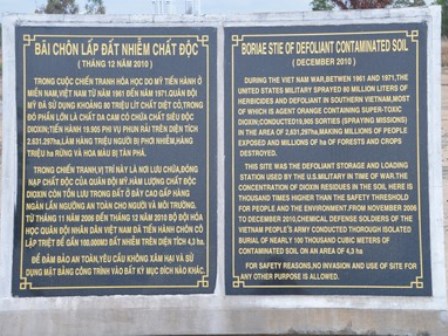 BÃI CHÔN LẤP ĐẤT NHIỄM CHẤT ĐỘC
( THÁNG 12 NĂM 2010 )
TRONG CUỘC CHIẾN TRANH HÓA HỌC DO MỸ TIẾN HÀNH Ở
MIỀN NAM,VIỆT NAM TỪ NĂM 1961 ĐẾN NĂM 1971.QUÂN ĐỘI
MỸ ĐÃ SỬ DỤNG KHOẢNG 80 TRIỆU LÍT CHẤT DIỆT CỎ,TRONG
ĐÓ PHẦN LỚN LÀ CHẤT DA CAM CÓ CHỨA CHẤT SIÊU ĐỘC
DIOXIN;TIẾN HÀNH 19.905 PHI VỤ PHUN RẢI TRÊN DIỆN TÍCH
2.631.297ha,LÀM HÀNG TRIỆU NGƯỜI BỊ PHƠI NHIỄM,HÀNG
TRIỆU ha RỪNG VÀ HOA MÀU BỊ TÀN PHÁ.
TRONG CHIẾN TRANH,VỊ TRÍ NÀY LÀ NƠI LƯU CHỨA,ĐÓNG
NẠP CHẤT ĐỘC CỦA QUÂN ĐỘI MỸ.HÀM LƯỢNG CHẤT ĐỘC
DIOXIN CÒN TỒN LƯU TRONG ĐẤT Ở ĐÂY CAO GẤP HÀNG
NGÀN LẦN NGƯỠNG AN TOÀN CHO NGƯỜI VÀ MÔI TRƯỜNG.
TỪ THÁNG 11 NĂM 2006 ĐẾN THÁNG 12 NĂM 2010 BỘ ĐỘI HÓA
HỌC QUÂN ĐỘI NHÂN DÂN VIỆT NAM ĐÃ TIẾN HÀNH CHÔN CÔ
LẬP TRIỆT ĐỂ GẦN 100.000M3 ĐẤT NHIỄM TRÊN DIỆN TÍCH 4,3 ha.
ĐỂ ĐẢM BẢO AN TOÀN,YÊU CẦU KHÔNG XÂM HẠI VÀ SỬ
DỤNG MẶT BẰNG CÔNG TRÌNH VÀO BẤT KỲ MỤC ĐÍCH NÀO KHÁC.
BORIAE STIE OF DEFOLIANT CONTAMINATED SOIL
( DECEMBER 2010 )
DURING THE VIET NAM WAR,BETWEN 1961 AND 1971,THE
UNITED STATES MILITARY SPRAYED 80 MILLION LITERS OF
HERBICIDES AND DEFOLIANT IN SOUTHERN VIETNAM,MOST
OF WHICH IS AGENT ORANGE CONTAINING SUPER-TOXIC
DIOXIN;CONDUCTED19,905 SORTIES (SPRAYING MISSIONS)
IN THE AREA OF 2,631,297ha,MAKING MILLIONS OF PEOPLE
EXPOSED AND MILLIONS of ha OF FORESTS AND CROPS
DESTROYED.
THIS SITE WAS THE DEFOLIANT STORAGE AND LOADING
STATION USED BY THE U.S.MILITARY IN TIME OF WAR.THE
CONCENTRATION OF DIOXIN RESIDUES IN THE SOIL HERE IS
THOUSAND TIMES HIGHER THAN THE SAFETY THRESHOLD
FOR PEOPLE AND THE ENVIRONMENT.FROM NOVEMBER 2006
TO DECEMBER 2010,CHEMICAL DEFENSE SOLDIERS OF THE
VIETNAM PEOPLE'S ARMY CONDUCTED THOROUGH ISOLATED
BURIAL OF NEARLY 100 THOUSAND CUBIC METERS OF
CONTAMINATED SOIL ON AN AREA OF 4,3 ha
FOR SAFETY REASONS,NO INVASION AND USE OF SITE FOR
ANY OTHER PURPOSE IS ALLOWED.